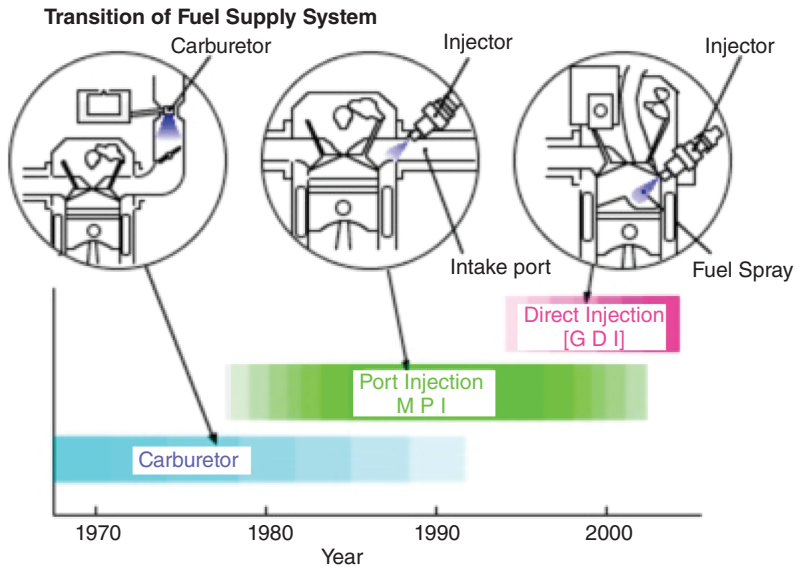 Transition of Fuel Supply System
Carburetor
Injector
Injector
Intake port
Fuel Spray
Direct Injection
[G D I]
Port Injection
M P I
Carburetor
1970
1980
1990
2000
Year